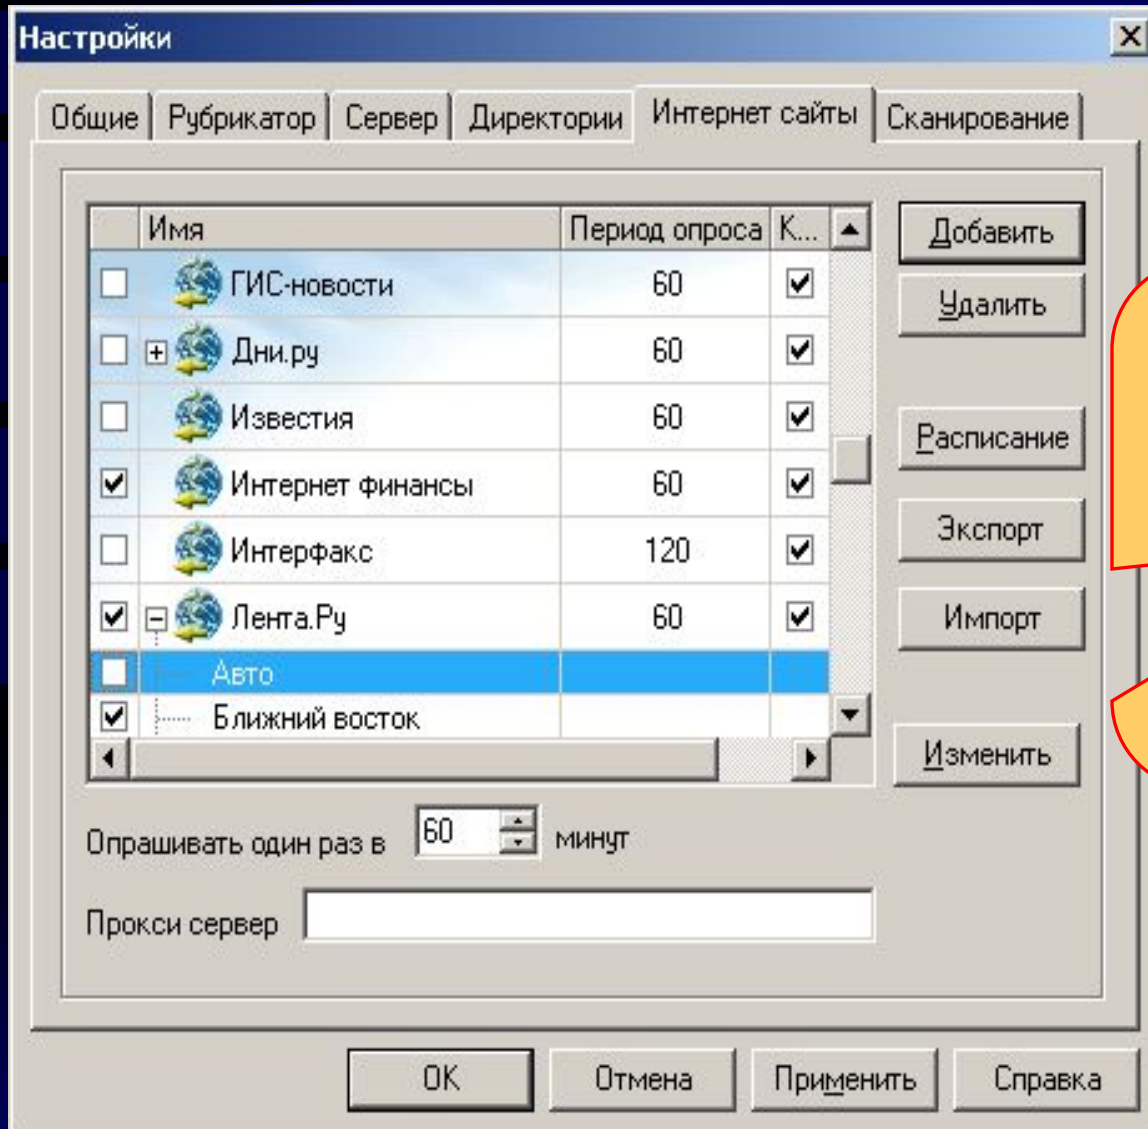 Настройки
Общие Рубрикатор Сервер Директории Интернет сайты Сканирование
Имя Период опроса К...
ГИС-новости 60
Дни.ру 60
Известия 60
Интернет финансы 60
Интерфакс 120
Лента.Ру 60
Авто
Ближний восток
Добавить
Удалить
Расписание
Экспорт
Импорт
Изменить
Опрашивать один раз в 60 минут
Прокси сервер
ОК Отмена Применить Справка